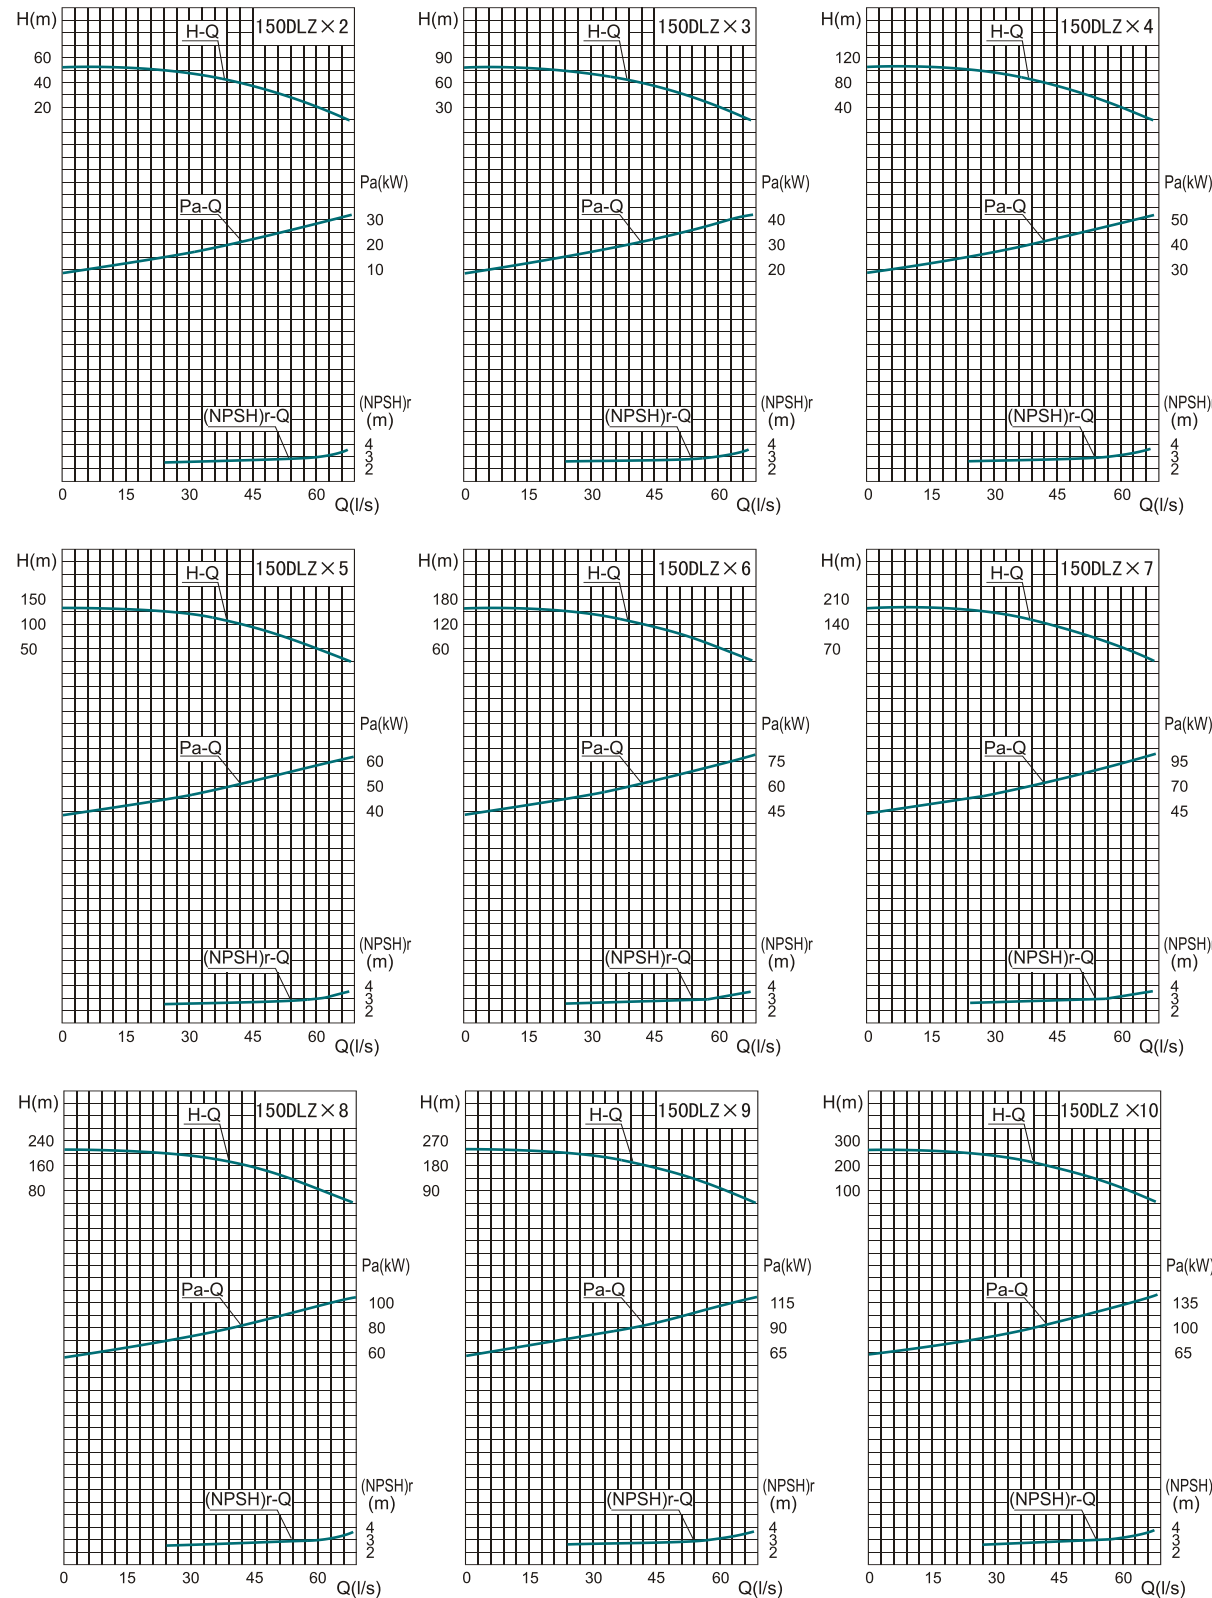 H(m)
H-Q
150DLZ×2
60
40
20
Pa(kW)
Pa-Q
30
20
10
(NPSH)r
(NPSH)r-Q
(m)
4
3
2
0 15 30 45 60
Q(l/s)
H(m)
H-Q
150DLZ×3
90
60
30
Pa(kW)
Pa-Q
40
30
20
(NPSH)r
(NPSH)r-Q
(m)
4
3
2
0 15 30 45 60
Q(l/s)
H(m)
H-Q
150DLZ×4
120
80
40
Pa(kW)
Pa-Q
50
40
30
(NPSH)
(NPSH)r-Q
(m)
4
3
2
0 15 30 45 60
Q(l/s)
H(m)
H-Q
150DLZ×5
150
100
50
Pa(kW)
Pa-Q
60
50
40
(NPSH)r
(NPSH)r-Q
(m)
4
3
2
0 15 30 45 60
Q(l/s)
H(m)
H-Q
150DLZ×6
180
120
60
Pa(kW)
Pa-Q
75
60
45
(NPSH)r
(NPSH)r-Q
(m)
4
3
2
0 15 30 45 60
Q(l/s)
H(m)
H-Q
150DLZ×7
210
140
70
Pa(kW)
Pa-Q
95
70
45
(NPSH)
(NPSH)r-Q
(m)
4
3
2
0 15 30 45 60
Q(l/s)
H(m)
H-Q
150DLZ×8
240
160
80
Pa(kW)
Pa-Q
100
80
60
(NPSH)r
(NPSH)r-Q
(m)
4
3
2
0 15 30 45 60
Q(l/s)
H(m)
H-Q
150DLZ×9
270
180
90
Pa(kW)
Pa-Q
115
90
65
(NPSH)r
(NPSH)r-Q
(m)
4
3
2
0 15 30 45 60
Q(l/s)
H(m)
H-Q
150DLZ ×10
300
200
100
Pa(kW)
Pa-Q
135
100
65
(NPSH)
(NPSH)r-Q
(m)
4
3
2
0 15 30 45 60
Q(l/s)